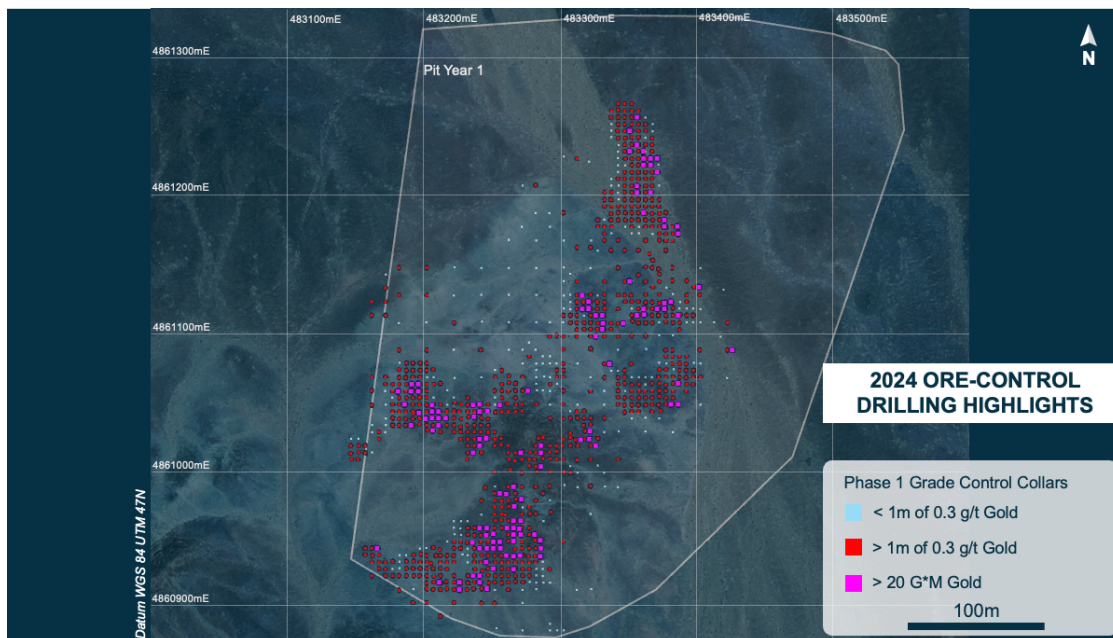 483100mE
483200mE
483300mE
483400mE
483500mE
4861300mE
N
Pit Year 1
4861200mE
4861100mE
2024 ORE-CONTROL
DRILLING HIGHLIGHTS
4861000mE
Phase 1 Grade Control Collars
< 1m of 0.3 g/t Gold
> 1m of 0.3 g/t Gold
> 20 G*M Gold
4860900mE
100m
Datum WGS 84 UTM 47N